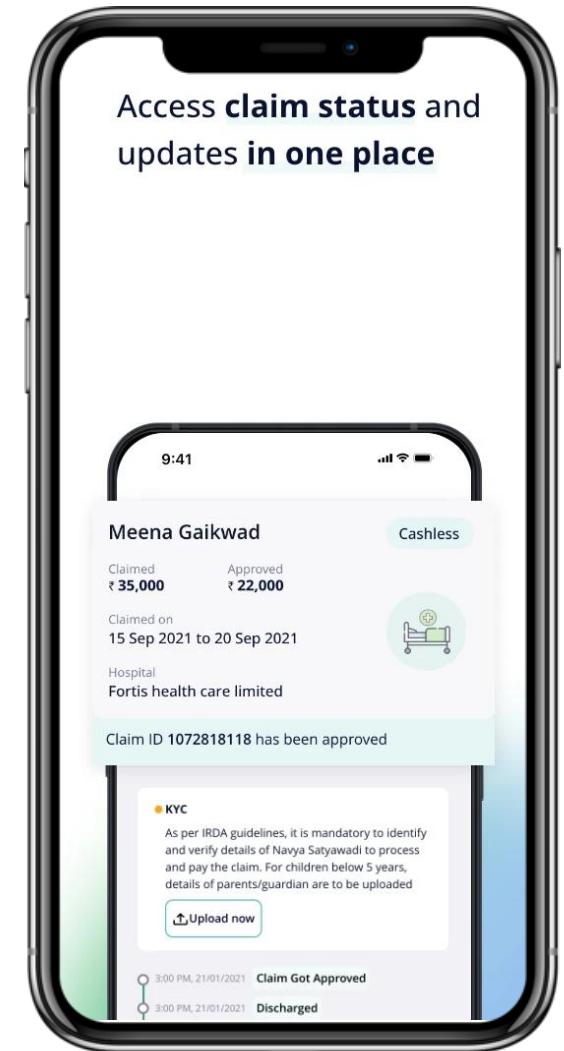 Access claim status and
updates in one place
9:41
Meena Gaikwad
Cashless
Claimed Approved
₹ 35,000 ₹ 22,000
Claimed on
15 Sep 2021 to 20 Sep 2021
Hospital
Fortis health care limited
Claim ID 1072818118 has been approved
KYC
As per IRDA guidelines, it is mandatory to identify
and verify details of Navya Satyawadi to process
and pay the claim. For children below 5 years,
details of parents/guardian are to be uploaded
Upload now
3:00 PM, 21/01/2021 Claim Got Approved
3:00 PM, 21/01/2021 Discharged